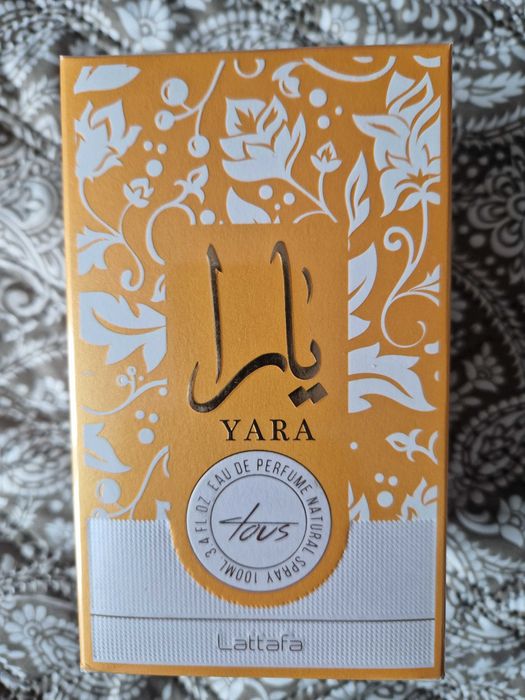 يارا
YARA
EAU DE PERFUME NATURAL SPRAY 100ML 3.4 FL.OZ.
tous
Lattafa